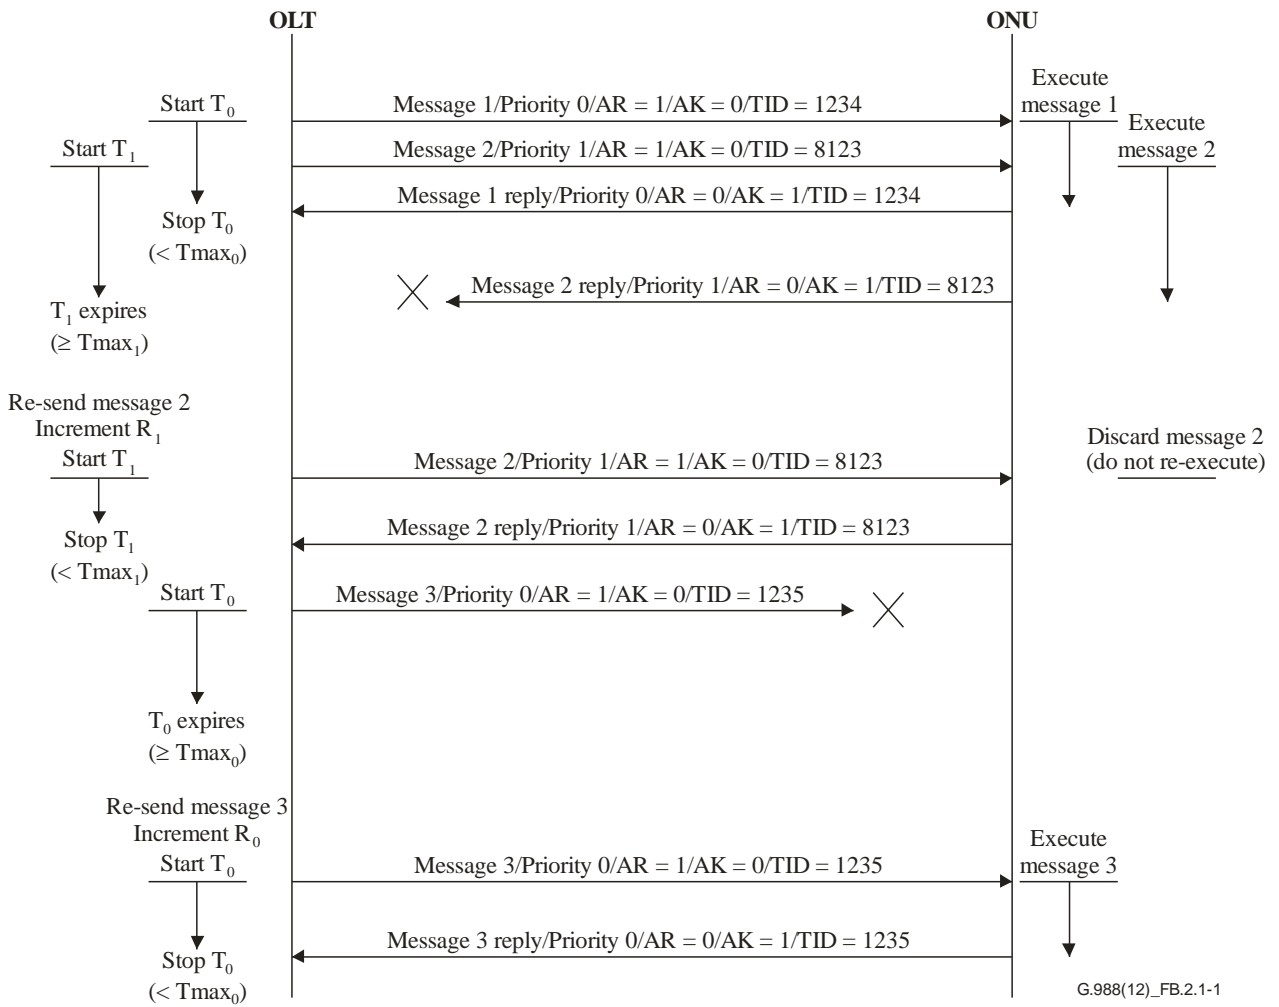 OLT
ONU
Start T0
Message 1/Priority 0/AR = 1/AK = 0/TID = 1234
Execute
message 1
Start T1
Message 2/Priority 1/AR = 1/AK = 0/TID = 8123
Execute
message 2
Message 1 reply/Priority 0/AR = 0/AK = 1/TID = 1234
Stop T0
(< Tmax0)
Message 2 reply/Priority 1/AR = 0/AK = 1/TID = 8123
T1 expires
(≥ Tmax1)
Re-send message 2
Increment R1
Start T1
Message 2/Priority 1/AR = 1/AK = 0/TID = 8123
Discard message 2
(do not re-execute)
Message 2 reply/Priority 1/AR = 0/AK = 1/TID = 8123
Stop T1
(< Tmax1)
Start T0
Message 3/Priority 0/AR = 1/AK = 0/TID = 1235
T0 expires
(≥ Tmax0)
Re-send message 3
Increment R0
Start T0
Message 3/Priority 0/AR = 1/AK = 0/TID = 1235
Execute
message 3
Message 3 reply/Priority 0/AR = 0/AK = 1/TID = 1235
Stop T0
(< Tmax0)
G.988(12)_FB.2.1-1